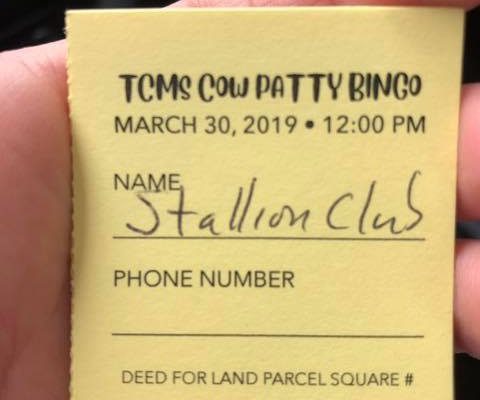 TCMS COW PATTY BINGO
MARCH 30, 2019 • 12:00 PM
NAME
Stallion Club
PHONE NUMBER
DEED FOR LAND PARCEL SQUARE #